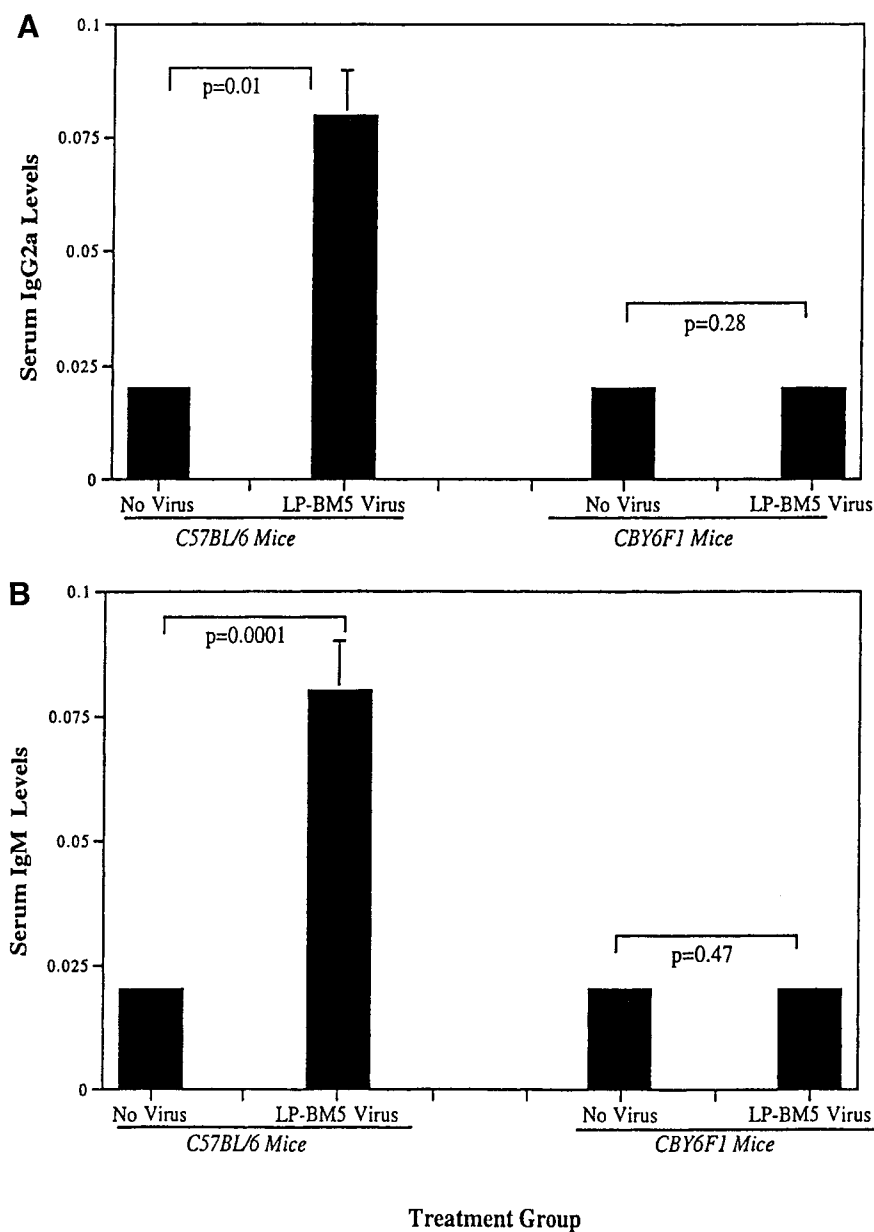 A
0.1
p=0.01
0.075
Serum IgG2a Levels
0.05
p=0.28
0.025
0
No Virus LP-BM5 Virus No Virus LP-BM5 Virus
C57BL/6 Mice CBY6F1 Mice
B
0.1
p=0.0001
0.075
Serum IgM Levels
0.05
p=0.47
0.025
0
No Virus LP-BM5 Virus No Virus LP-BM5 Virus
C57BL/6 Mice CBY6F1 Mice
Treatment Group